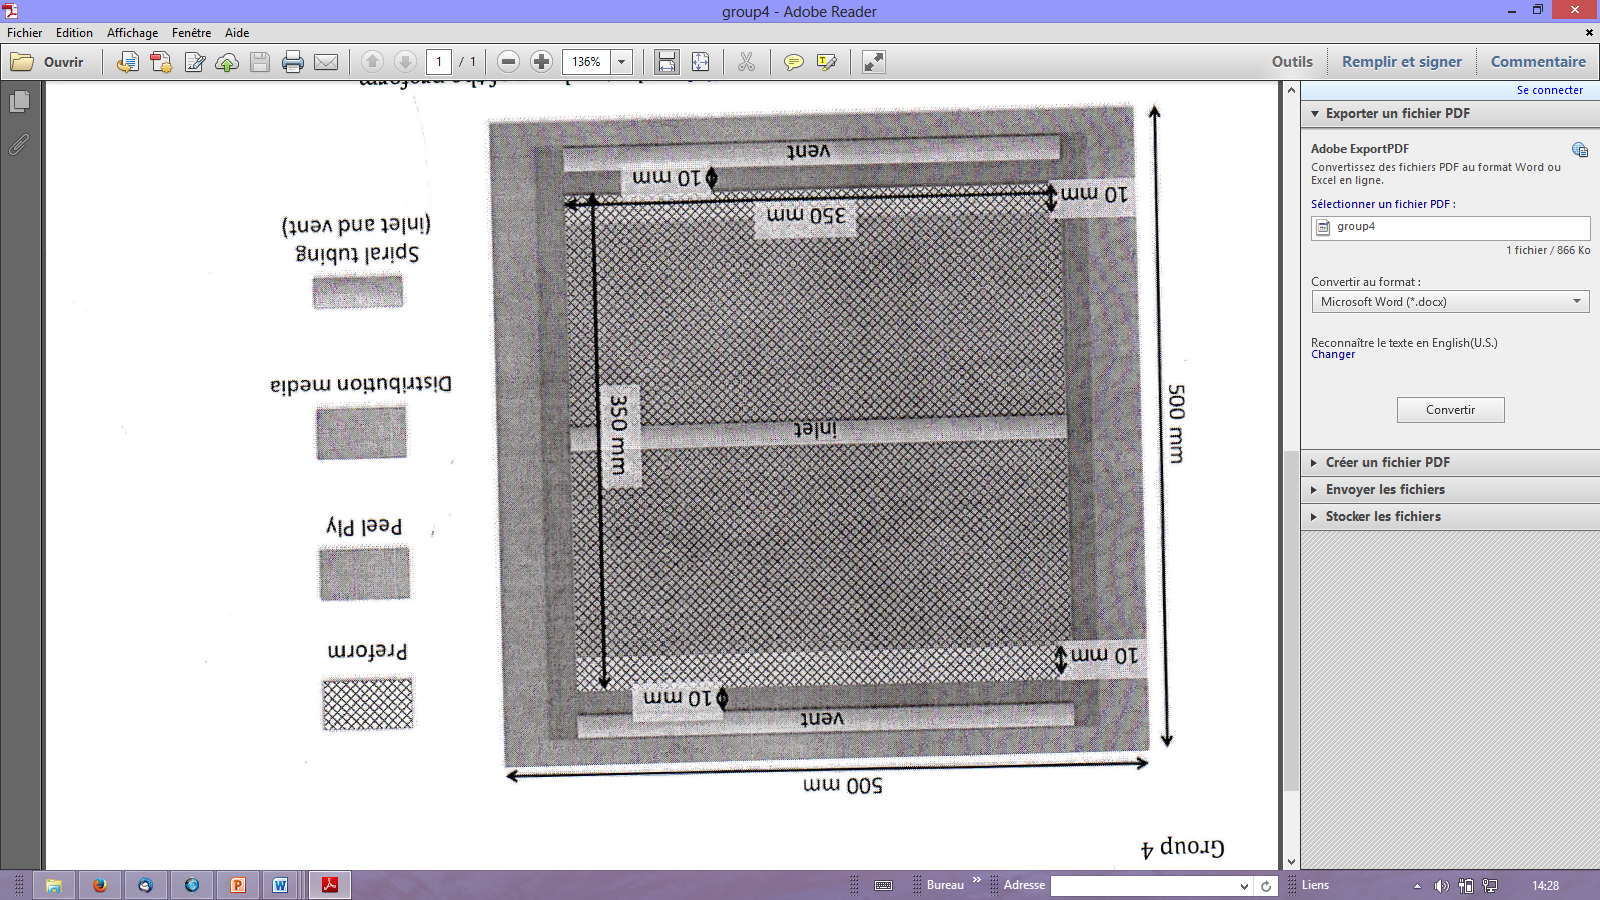 group4 - Adobe Reader
Fichier Edition Affichage Fenêtre Aide
Ouvrir
1 / 1
136%
Outils Remplir et signer Commentaire
Se connecter
Exporter un fichier PDF
Adobe ExportPDF
Convertissez des fichiers PDF au format Word ou
Excel en ligne.
Sélectionner un fichier PDF :
group4
1 fichier / 866 Ko
Convertir au format :
Microsoft Word (*.docx)
Reconnaître le texte en English(U.S.)
Changer
Convertir
Créer un fichier PDF
Envoyer les fichiers
Stocker les fichiers
of the preform
vent
10 mm
10 mm
350 mm
350 mm
inlet
500 mm
10 mm
10 mm
vent
500 mm
Spiral tubing
(inlet and vent)
Distribution media
Peel Ply
Preform
Group 4
Bureau
Adresse
Liens
14:28